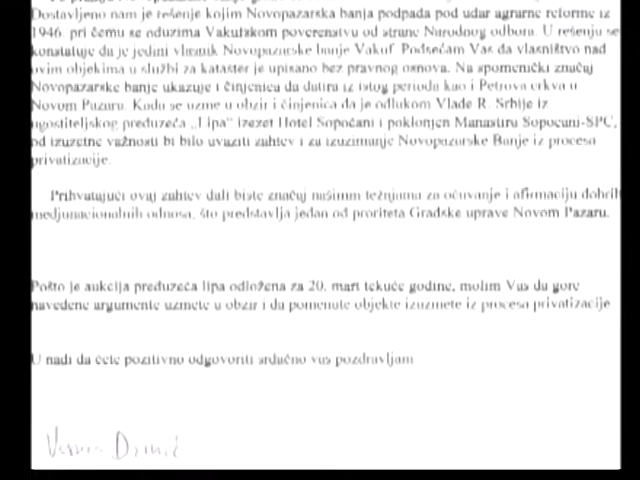 Dostavljeno nam je rešenje kojim Novopazarska banja podpada pod udar agrarne reforme iz
1946. pri čemu se oduzima Vakufskom poverenstvu od strane Narodnog odbora. U rešenju se
konstatuje da je jedini vlasnik Novopazarske banje Vakuf. Podsećam Vas da vlasništvo nad
ovim objekima u službi za katastar je upisano bez pravnog osnova. Na spomenički značaj
Novopazarske banje ukazuje i činjenica da datira iz istog perioda kao i Petrova crkva u
Novom Pazaru. Kada se uzme u obzir i činjenica da je odlukom Vlade R. Srbije iz
ugostiteljskog preduzeća „Lipa“ izezet Hotel Sopoćani i poklonjen Manastiru Sopoćani-SPC,
od izuzetne važnosti bi bilo uvaziti zahtev i za izuzimanje Novopazarske Banje iz procesa
privatizacije.
Prihvatajući ovaj zahtev dali biste značaj našimm težnjama za očuvanje i afirmaciju dobrih
medjunacionalnih odnosa, što predstavlja jedan od proriteta Gradske uprave Novom Pazaru.
Pošto je aukcija preduzeća lipa odložena za 20. mart tekuće godine, molim Vas da gore
navedene argumente uzmete u obzir i da pomenute objekte izuzmete iz procesa privatizacije
U nadi da ćete pozitivno odgovoriti srdačno vas pozdravljam